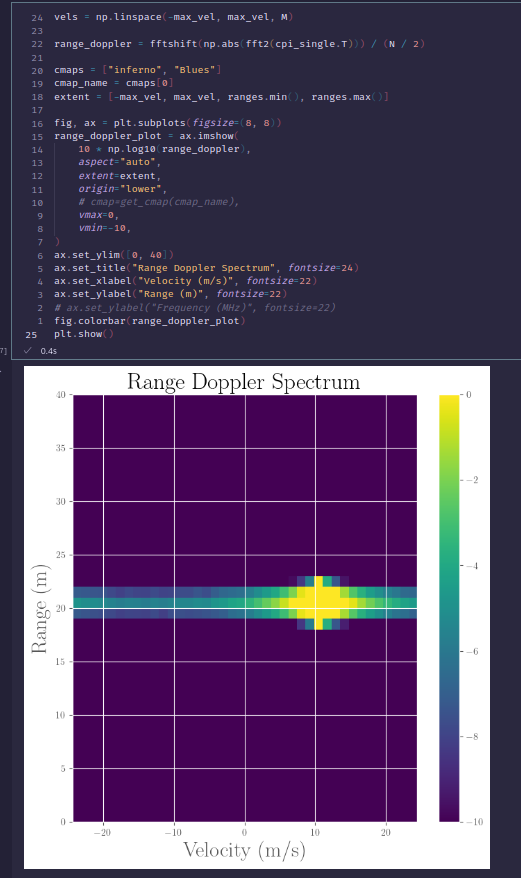 24 vels = np.linspace(-max_vel, max_vel, M)
23
22 range_doppler = fftshift(np.abs(fft2(cpi_single.T))) / (N / 2)
21
20 cmaps = ["inferno", "Blues"]
19 cmap_name = cmaps[0]
18 extent = [-max_vel, max_vel, ranges.min(), ranges.max()]
17
16 fig, ax = plt.subplots(figsize=(8, 8))
15 range_doppler_plot = ax.imshow(
14 10 * np.log10(range_doppler),
13 aspect="auto",
12 extent=extent,
11 origin="lower",
10 # cmap=get_cmap(cmap_name),
9 vmax=0,
8 vmin=-10,
7 )
6 ax.set_ylim([0, 40])
5 ax.set_title("Range Doppler Spectrum", fontsize=24)
4 ax.set_xlabel("Velocity (m/s)", fontsize=22)
3 ax.set_ylabel("Range (m)", fontsize=22)
2 # ax.set_ylabel("Frequency (MHz)", fontsize=22)
1 fig.colorbar(range_doppler_plot)
25 plt.show()
7] ✓ 0.4s
Range Doppler Spectrum
Range (m)
40
35
30
25
20
15
10
5
0
−20 −10 0 10 20
Velocity (m/s)
0
−2
−4
−6
−8
−10